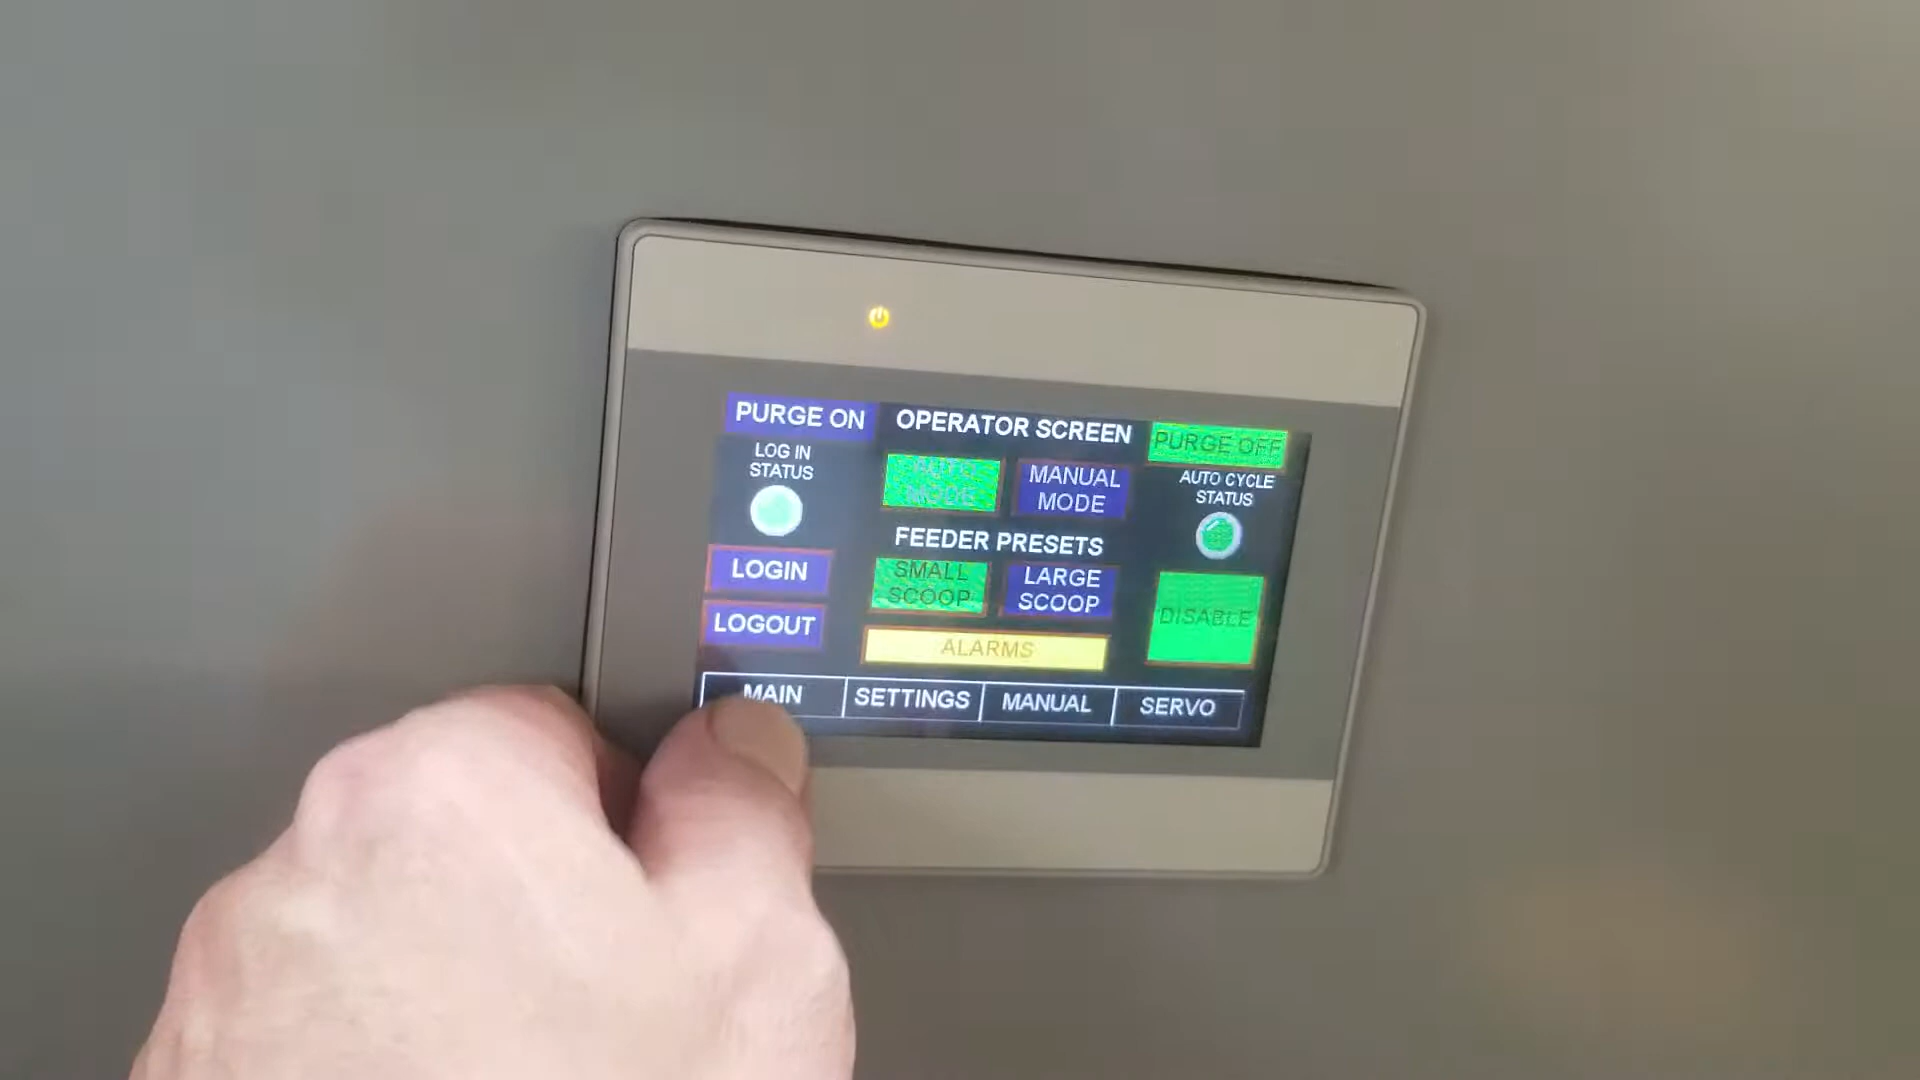 PURGE ON
OPERATOR SCREEN
PURGE OFF
LOG IN
STATUS
AUTO
MODE
MANUAL
MODE
AUTO CYCLE
STATUS
FEEDER PRESETS
LOGIN
SMALL
SCOOP
LARGE
SCOOP
DISABLE
LOGOUT
ALARMS
MAIN
SETTINGS
MANUAL
SERVO